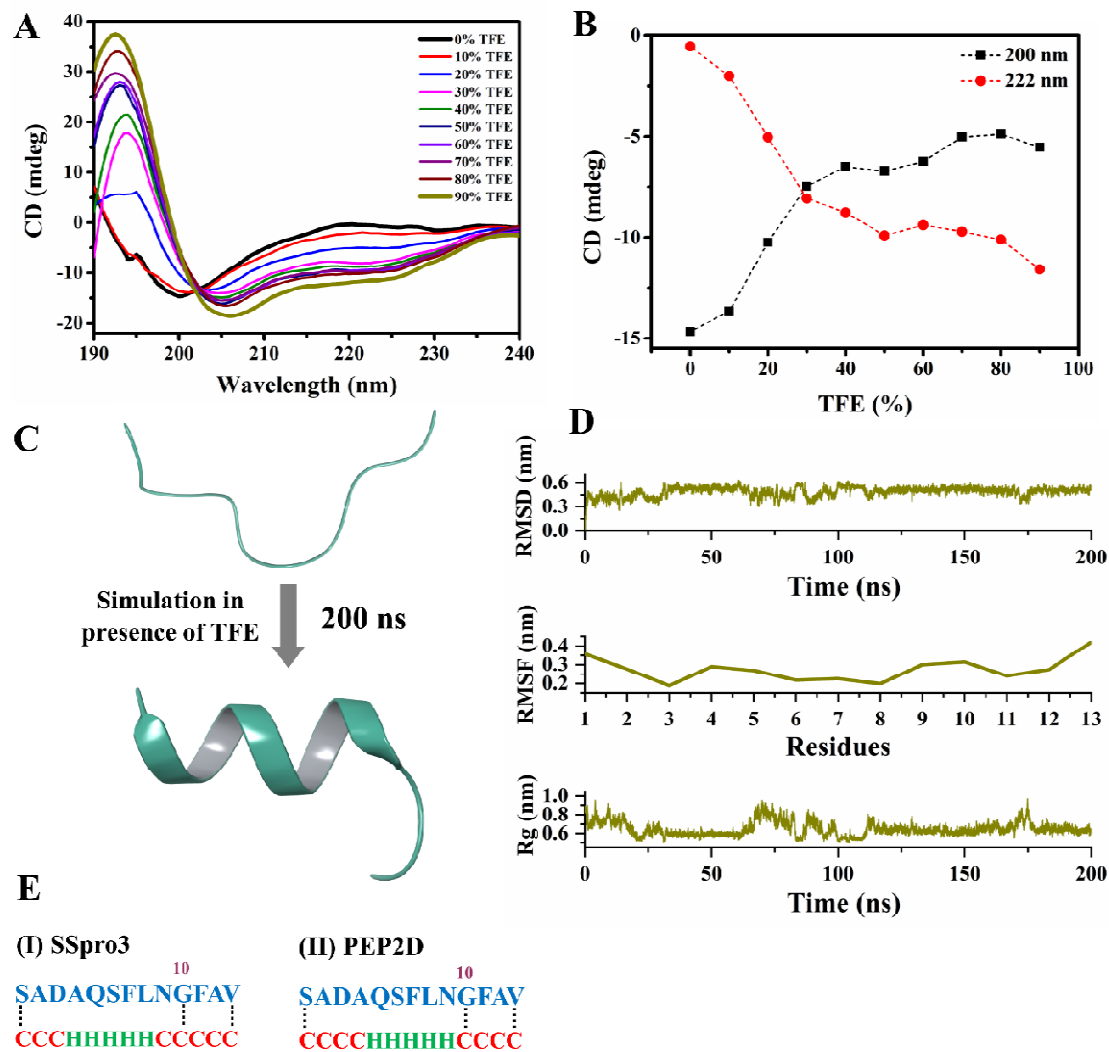 A
40
30
20
10
0
-10
-20
CD (mdeg)
190
200
210
220
230
240
Wavelength (nm)
0% TFE
10% TFE
20% TFE
30% TFE
40% TFE
50% TFE
60% TFE
70% TFE
80% TFE
90% TFE
B
0
-5
-10
-15
CD (mdeg)
0
20
40
60
80
100
TFE (%)
200 nm
222 nm
C
Simulation in
presence of TFE
200 ns
D
RMSD (nm)
0.6
0.3
0.0
0
50
100
150
200
Time (ns)
RMSF (nm)
0.4
0.3
0.2
1
2
3
4
5
6
7
8
9
10
11
12
13
Residues
Rg (nm)
1.0
0.8
0.6
0
50
100
150
200
Time (ns)
E
(I) SSpro3
10
SADAQSFLNGFAV
CCCHHHHHCCCCC
(II) PEP2D
10
SADAQSFLNGFAV
CCCCHHHHHCCCC